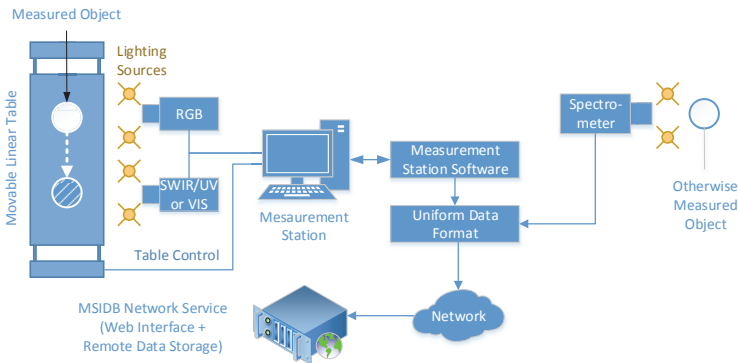 Measured Object
Movable Linear Table
Lighting
Sources
RGB
SWIR/UV
or VIS
Table Control
Mesaurement
Station
Measurement
Station Software
Uniform Data
Format
Spectro-
meter
Otherwise
Measured
Object
Network
MSIDB Network Service
(Web Interface +
Remote Data Storage)